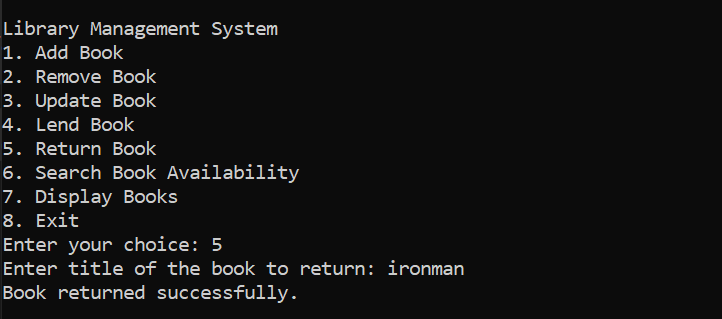 Library Management System
1. Add Book
2. Remove Book
3. Update Book
4. Lend Book
5. Return Book
6. Search Book Availability
7. Display Books
8. Exit
Enter your choice: 5
Enter title of the book to return: ironman
Book returned successfully.